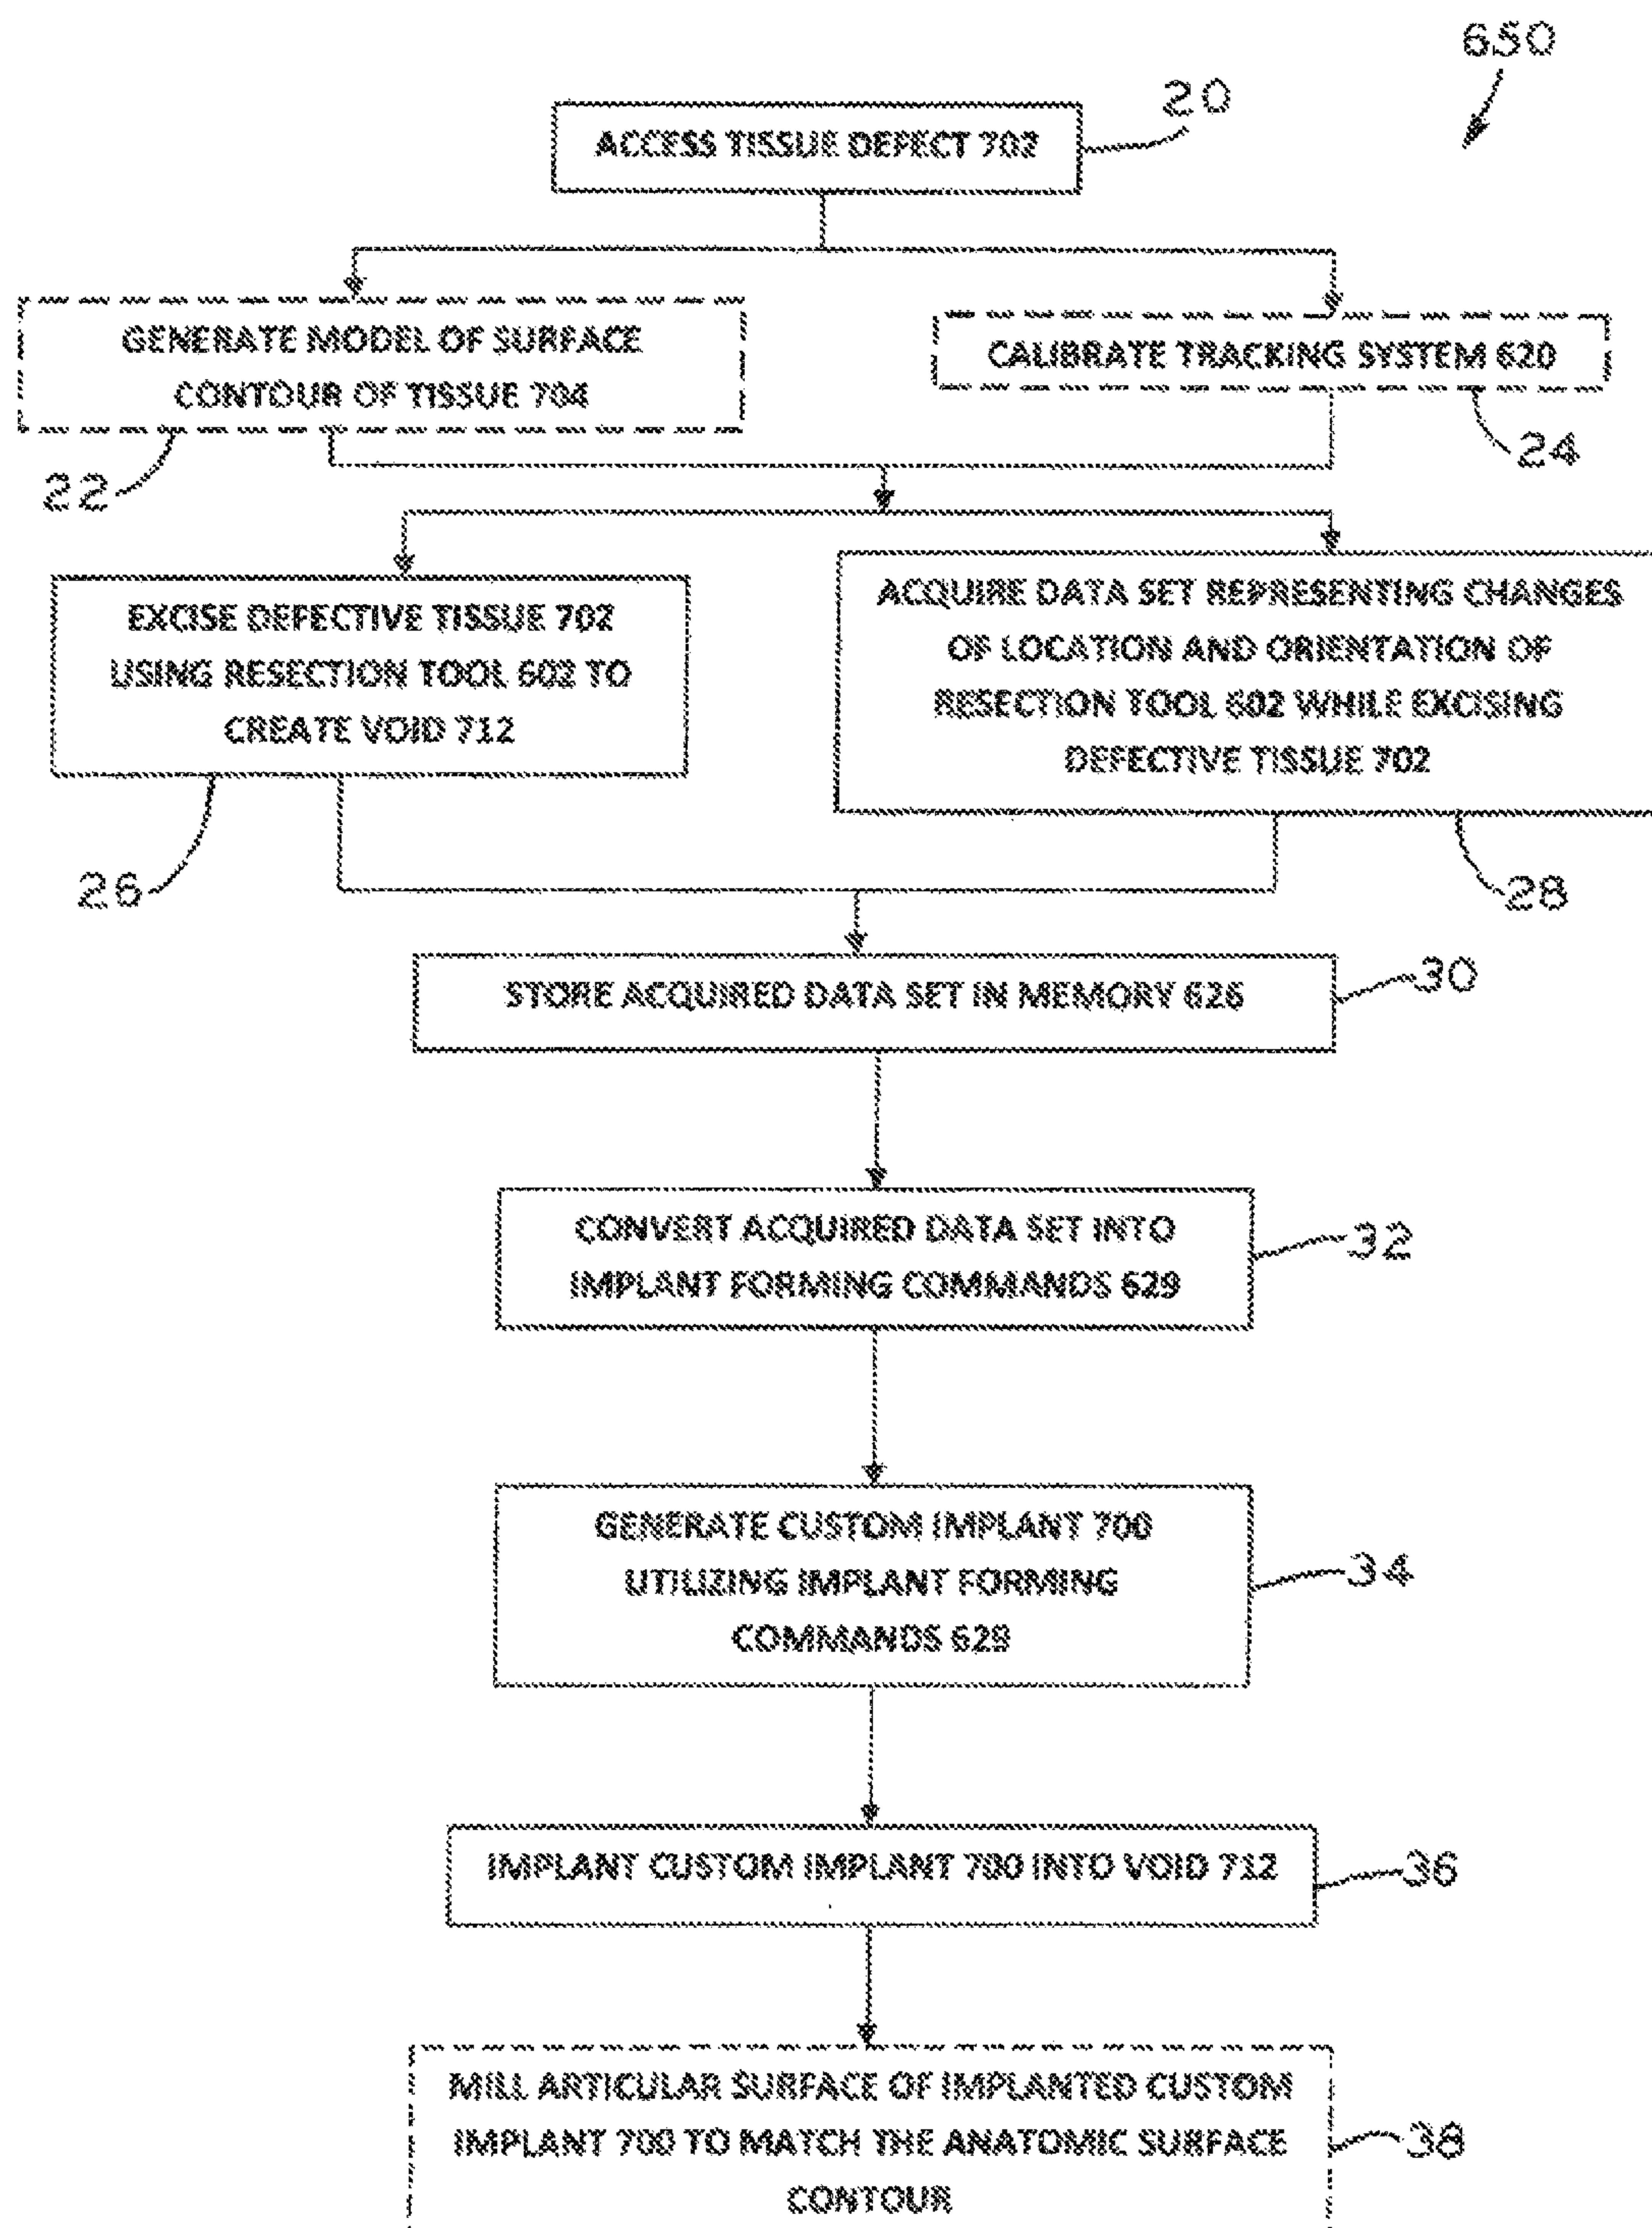 650
20
ACCESS TISSUE DEFECT 702
GENERATE MODEL OF SURFACE
CONTOUR OF TISSUE 704
22
CALIBRATE TRACKING SYSTEM 620
24
EXCISE DEFECTIVE TISSUE 702
USING RESECTION TOOL 602 TO
CREATE VOID 712
26
ACQUIRE DATA SET REPRESENTING CHANGES
OF LOCATION AND ORIENTATION OF
RESECTION TOOL 602 WHILE EXCISING
DEFECTIVE TISSUE 702
28
STORE ACQUIRED DATA SET IN MEMORY 626
30
CONVERT ACQUIRED DATA SET INTO
IMPLANT FORMING COMMANDS 629
32
GENERATE CUSTOM IMPLANT 700
UTILIZING IMPLANT FORMING
COMMANDS 629
34
IMPLANT CUSTOM IMPLANT 700 INTO VOID 712
36
MILL ARTICULAR SURFACE OF IMPLANTED CUSTOM
IMPLANT 700 TO MATCH THE ANATOMIC SURFACE
CONTOUR
38